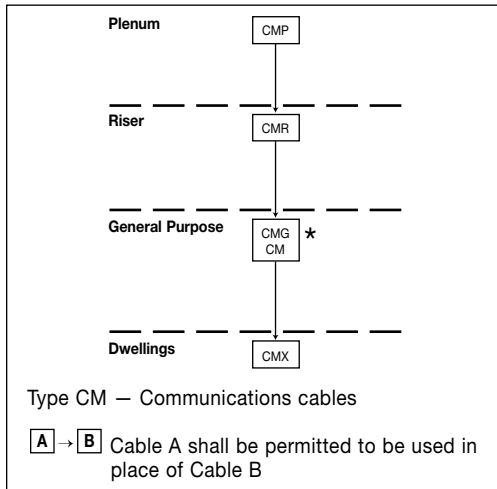 Plenum
CMP
Riser
CMR
General Purpose
CMG *
CM
Dwellings
CMX
Type CM — Communications cables
A → B Cable A shall be permitted to be used in
place of Cable B